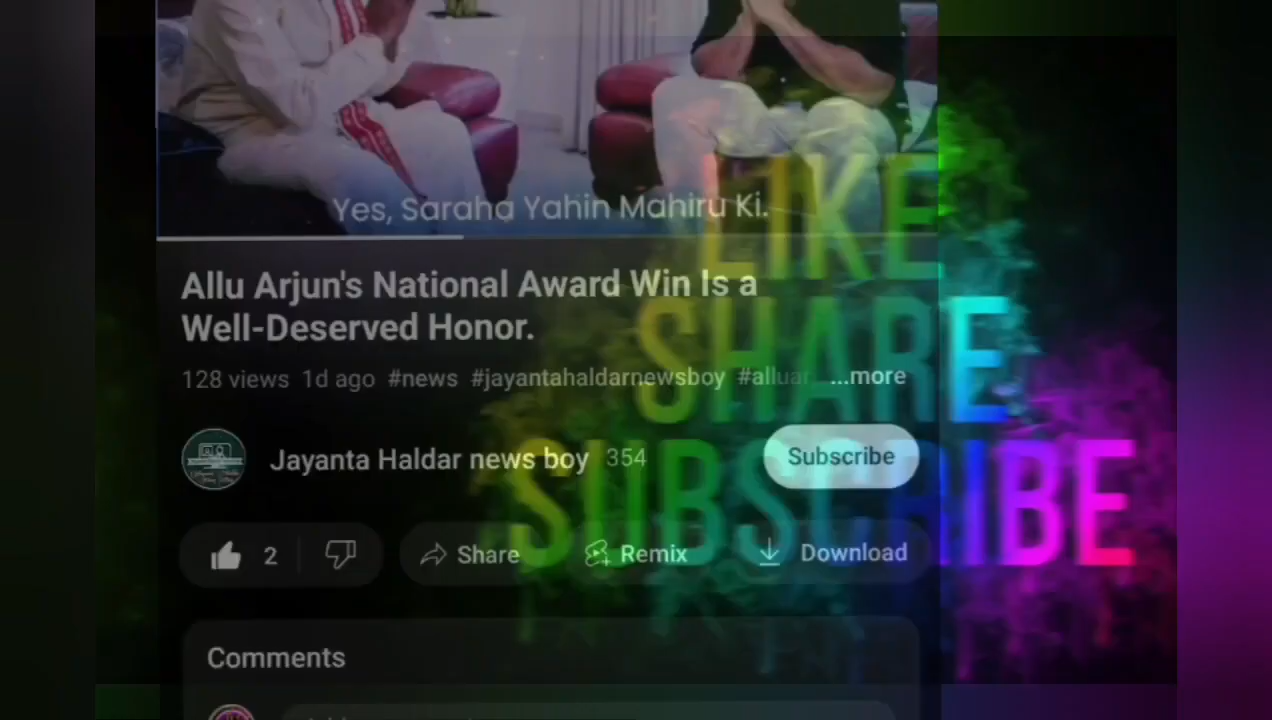 Yes, Saraha Yahin Mahiru Ki.
LIKE
Allu Arjun's National Award Win Is a
Well-Deserved Honor.
SHARE
128 views 1d ago #news #jayantahaldarnewsboy #alluar ...more
Jayanta Haldar news boy 354
Subscribe
SUBSCRIBE
2
Share
Remix
Download
Comments